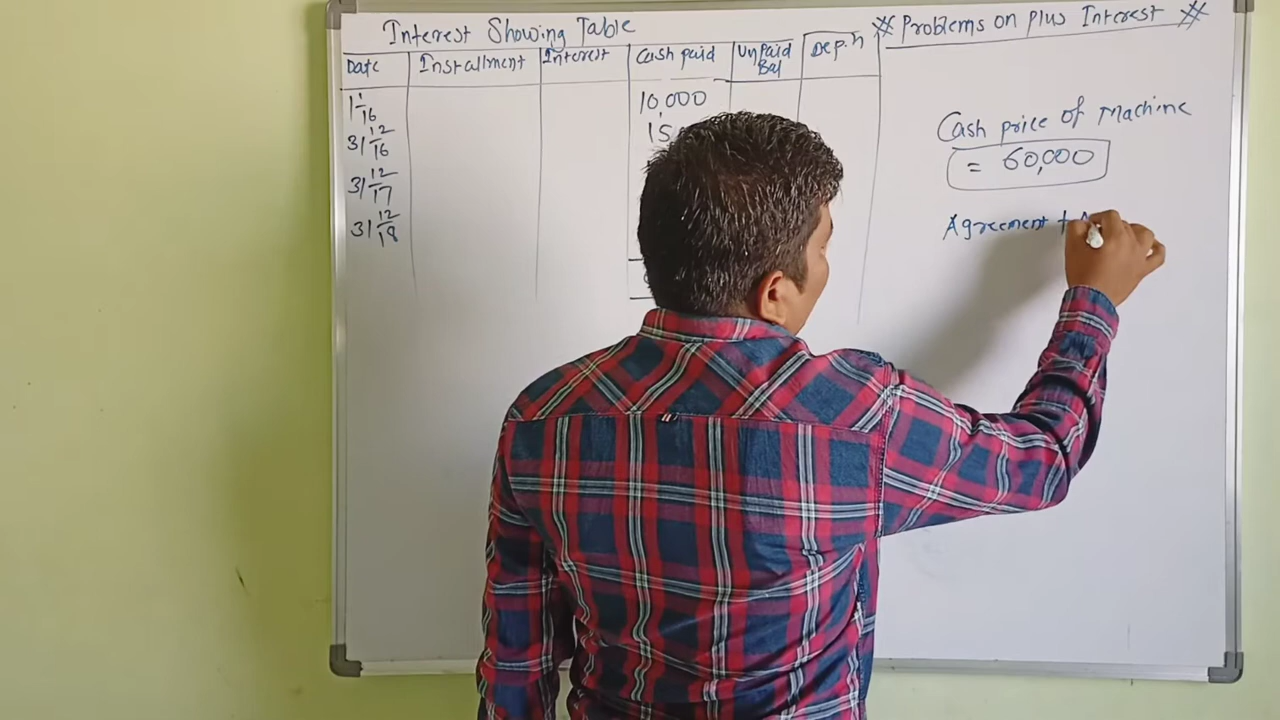 Interest Showing Table
# Problems on Plus Interest #
Date Installment Interest Cash paid Unpaid Bal Dep.n
1/1/16 10,000
31/12/16 15
31/12/17
31/12/18
Cash price of Machine
= 60,000
Agreement